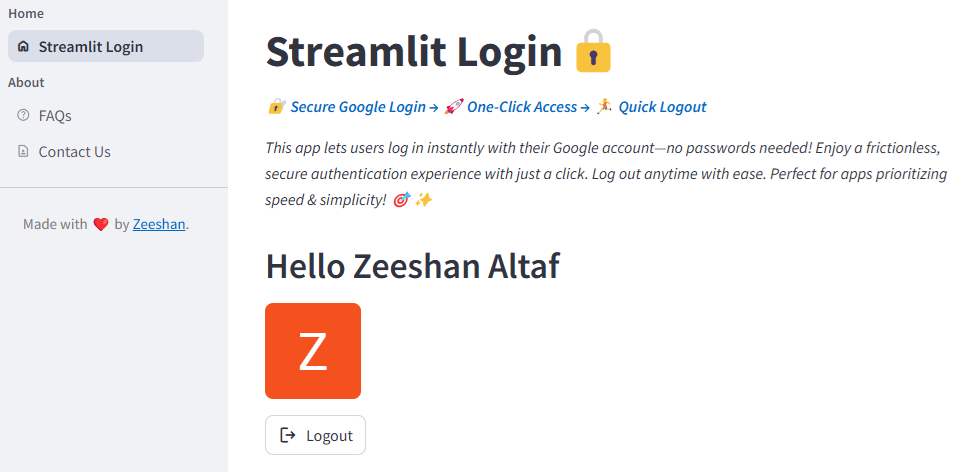 Home
Streamlit Login
About
FAQs
Contact Us
Made with ❤️ by Zeeshan.
Streamlit Login 🔒
🔐 Secure Google Login → 🚀 One-Click Access → 🏃 Quick Logout
This app lets users log in instantly with their Google account—no passwords needed! Enjoy a frictionless,
secure authentication experience with just a click. Log out anytime with ease. Perfect for apps prioritizing
speed & simplicity! 🎯 ✨
Hello Zeeshan Altaf
Z
Logout